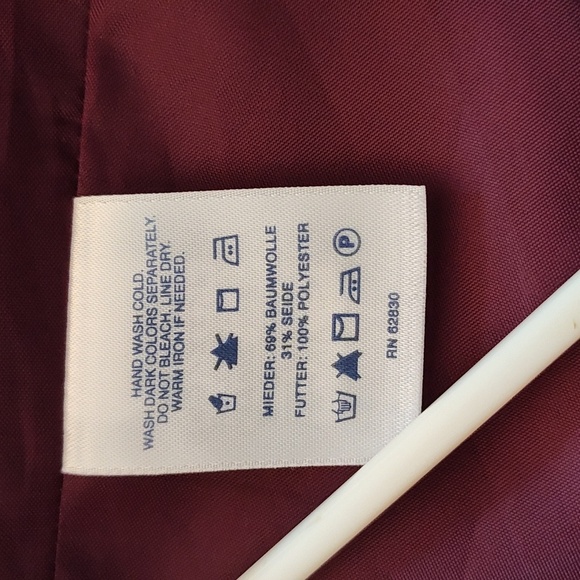 HAND WASH COLD.
WASH DARK COLORS SEPARATELY.
DO NOT BLEACH. LINE DRY.
WARM IRON IF NEEDED.
MIEDER: 69% BAUMWOLLE
31% SEIDE
FUTTER: 100% POLYESTER
P
RN 62830